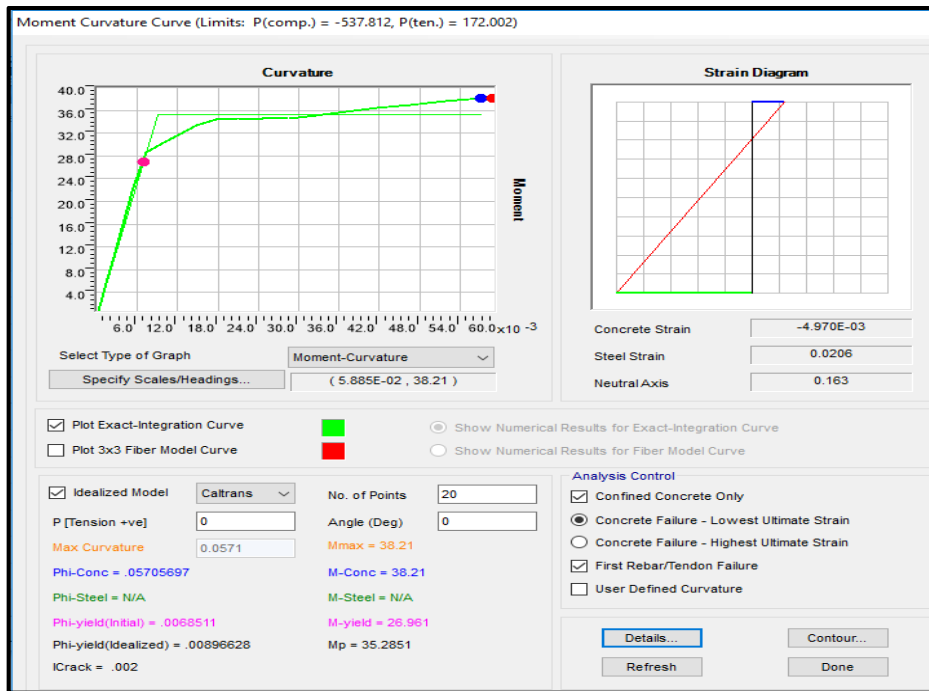 Moment Curvature Curve (Limits: P(comp.) = -537.812, P(ten.) = 172.002)
Curvature
40.0
36.0
32.0
28.0
24.0
20.0
16.0
12.0
8.0
4.0
Moment
6.0 12.0 18.0 24.0 30.0 36.0 42.0 48.0 54.0 60.0 x10 -3
Select Type of Graph
Moment-Curvature
Specify Scales/Headings...
( 5.885E-02 , 38.21 )
Strain Diagram
Concrete Strain
-4.970E-03
Steel Strain
0.0206
Neutral Axis
0.163
Plot Exact-Integration Curve
Show Numerical Results for Exact-Integration Curve
Plot 3x3 Fiber Model Curve
Show Numerical Results for Fiber Model Curve
Idealized Model
Caltrans
No. of Points
20
P [Tension +ve]
0
Angle (Deg)
0
Max Curvature
0.0571
Mmax = 38.21
Phi-Conc = .05705697
M-Conc = 38.21
Phi-Steel = N/A
M-Steel = N/A
Phi-yield(Initial) = .0068511
M-yield = 26.961
Phi-yield(Idealized) = .00896628
Mp = 35.2851
ICrack = .002
Analysis Control
Confined Concrete Only
Concrete Failure - Lowest Ultimate Strain
Concrete Failure - Highest Ultimate Strain
First Rebar/Tendon Failure
User Defined Curvature
Details...
Contour...
Refresh
Done